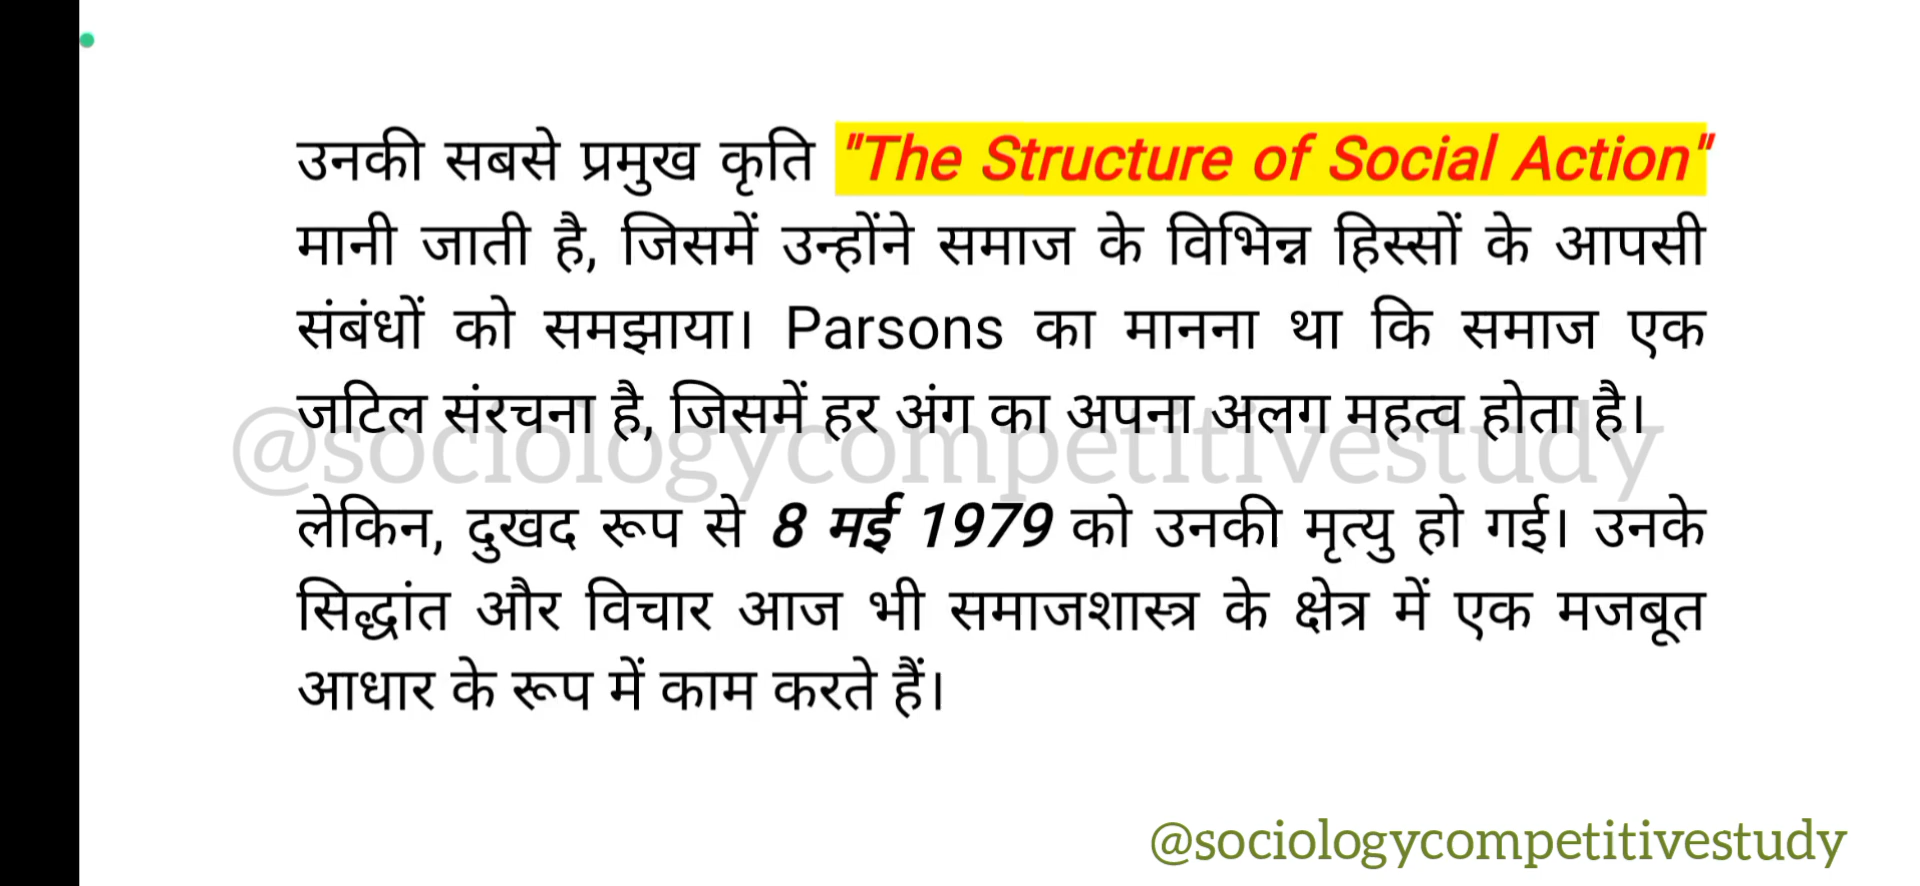 उनकी सबसे प्रमुख कृति "The Structure of Social Action"
मानी जाती है, जिसमें उन्होंने समाज के विभिन्न हिस्सों के आपसी
संबंधों को समझाया। Parsons का मानना था कि समाज एक
जटिल संरचना है, जिसमें हर अंग का अपना अलग महत्व होता है।
@sociologycompetitivestudy
लेकिन, दुखद रूप से 8 मई 1979 को उनकी मृत्यु हो गई। उनके
सिद्धांत और विचार आज भी समाजशास्त्र के क्षेत्र में एक मजबूत
आधार के रूप में काम करते हैं।
@sociologycompetitivestudy